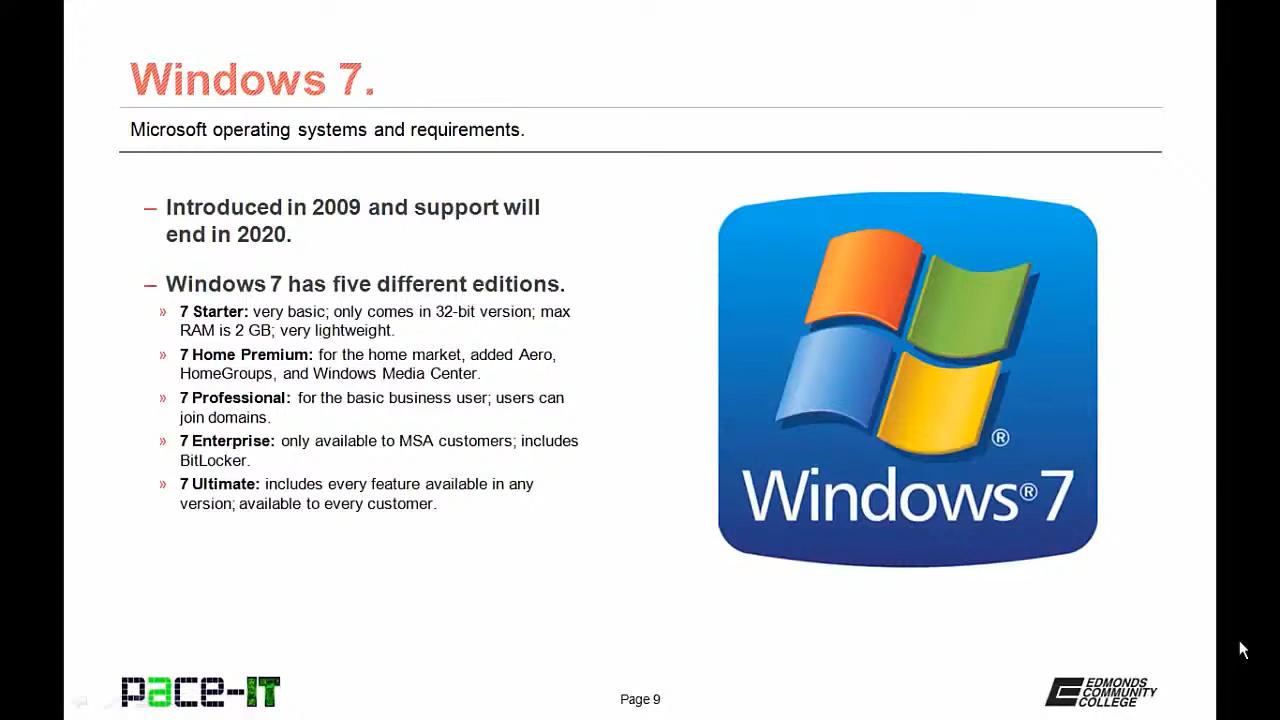 Windows 7.
Microsoft operating systems and requirements.
– Introduced in 2009 and support will
end in 2020.
– Windows 7 has five different editions.
» 7 Starter: very basic; only comes in 32-bit version; max
RAM is 2 GB; very lightweight.
» 7 Home Premium: for the home market, added Aero,
HomeGroups, and Windows Media Center.
» 7 Professional: for the basic business user; users can
join domains.
» 7 Enterprise: only available to MSA customers; includes
BitLocker.
» 7 Ultimate: includes every feature available in any
version; available to every customer.
®
Windows®7
pace-IT
Page 9
EDMONDS
COMMUNITY
COLLEGE